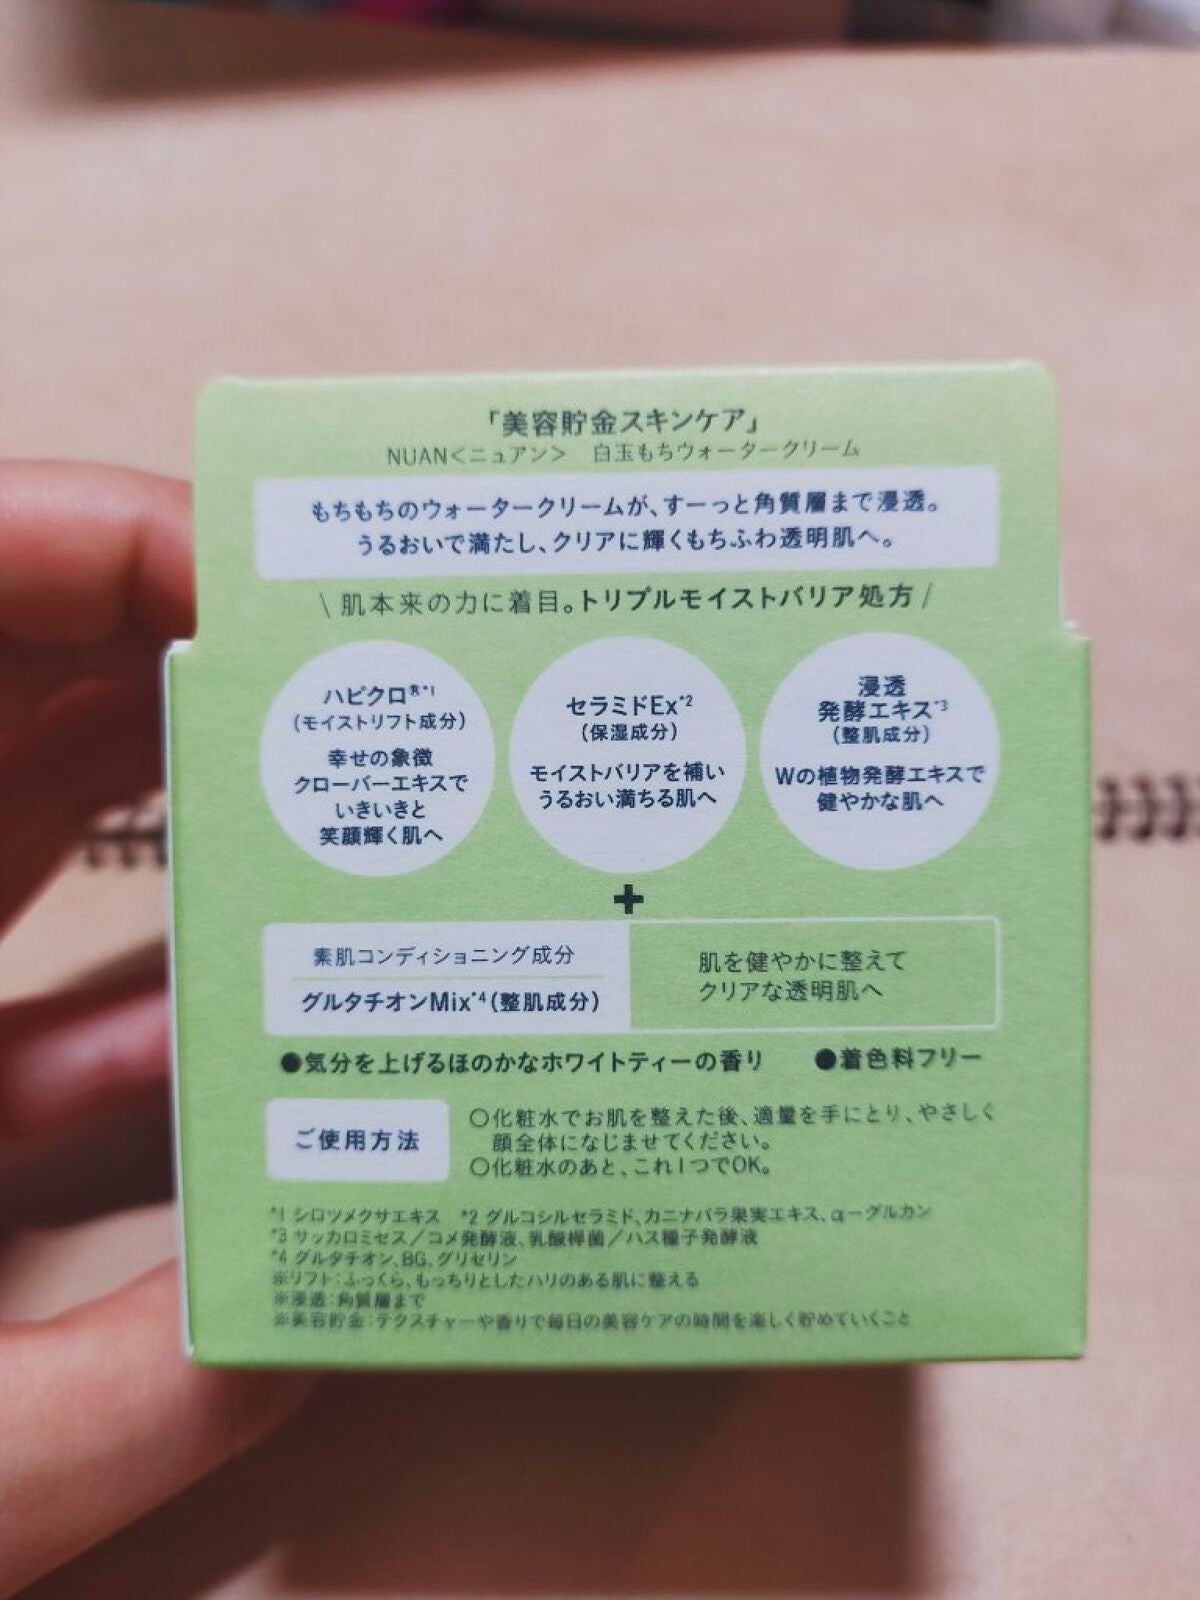 「美容貯金スキンケア」
NUAN<ニュアン> 白玉もちウォータークリーム
もちもちのウォータークリームが、すーっと角質層まで浸透。
うるおいで満たし、クリアに輝くもちふわ透明肌へ。
\ 肌本来の力に着目。トリプルモイストバリア処方 /
ハピクロ®*1
(モイストリフト成分)
幸せの象徴
クローバーエキスで
いきいきと
笑顔輝く肌へ
セラミドEx*2
(保湿成分)
モイストバリアを補い
うるおい満ちる肌へ
浸透
発酵エキス*3
(整肌成分)
Wの植物発酵エキスで
健やかな肌へ
+
素肌コンディショニング成分
グルタチオンMix*4(整肌成分)
肌を健やかに整えて
クリアな透明肌へ
●気分を上げるほのかなホワイトティーの香り ●着色料フリー
ご使用方法
○化粧水でお肌を整えた後、適量を手にとり、やさしく
顔全体になじませてください。
○化粧水のあと、これ1つでOK。
*1 シロツメクサエキス *2 グルコシルセラミド、カニナバラ果実エキス、α-グルカン
*3 サッカロミセス/コメ発酵液、乳酸桿菌/ハス種子発酵液
*4 グルタチオン、BG、グリセリン
※リフト:ふっくら、もっちりとしたハリのある肌に整える
※浸透:角質層まで
※美容貯金:テクスチャーや香りで毎日の美容ケアの時間を楽しく貯めていくこと